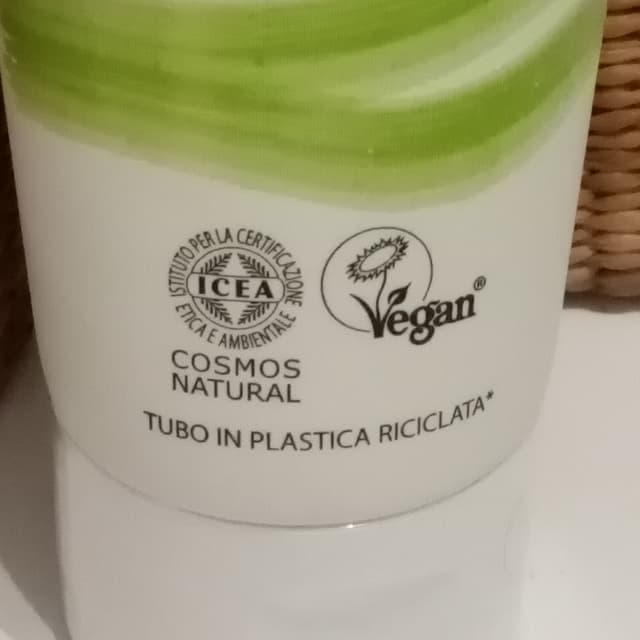 ISTITUTO PER LA CERTIFICAZIONE
ICEA
ETICA E AMBIENTALE
Vegan®
COSMOS
NATURAL
TUBO IN PLASTICA RICICLATA*